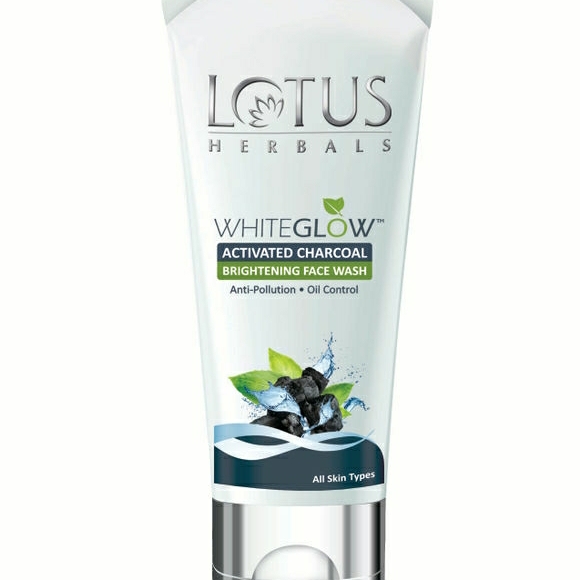 LOTUS
HERBALS
WHITEGLOW™
ACTIVATED CHARCOAL
BRIGHTENING FACE WASH
Anti-Pollution • Oil Control
All Skin Types